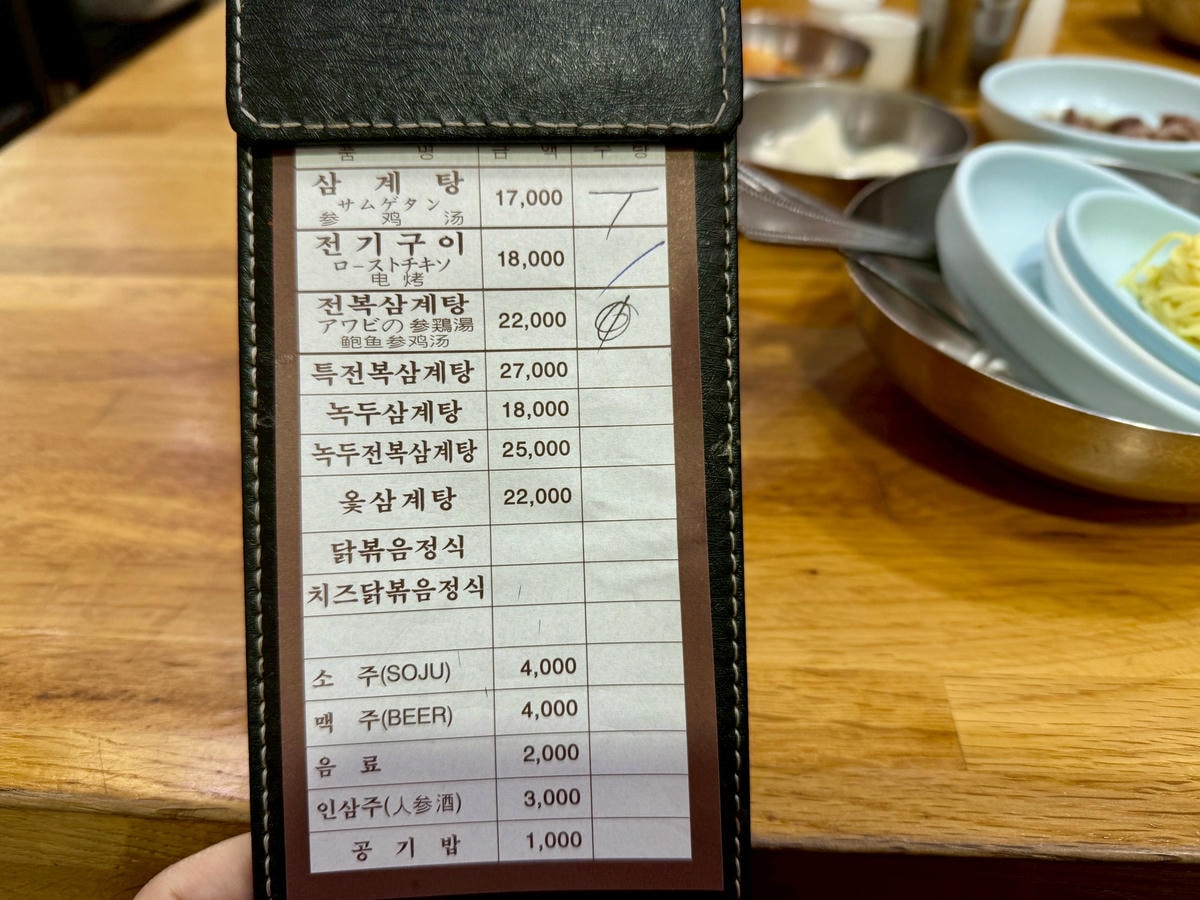 품 명 금 액 수 량
삼 계 탕 17,000
サムゲタン
参 鸡 汤
전기구이 18,000
ローストチキソ
电 烤
전복삼계탕 22,000
アワビの 参鶏湯
鲍鱼参鸡汤
특전복삼계탕 27,000
녹두삼계탕 18,000
녹두전복삼계탕 25,000
옻삼계탕 22,000
닭볶음정식
치즈닭볶음정식
소 주(SOJU) 4,000
맥 주(BEER) 4,000
음 료 2,000
인삼주(人参酒) 3,000
공 기 밥 1,000